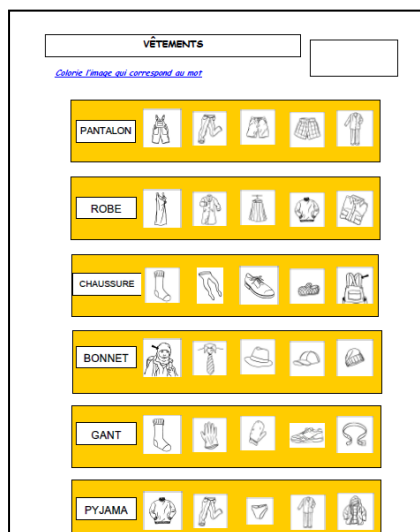 VÊTEMENTS
Colorie l'image qui correspond au mot
PANTALON
ROBE
CHAUSSURE
BONNET
GANT
PYJAMA